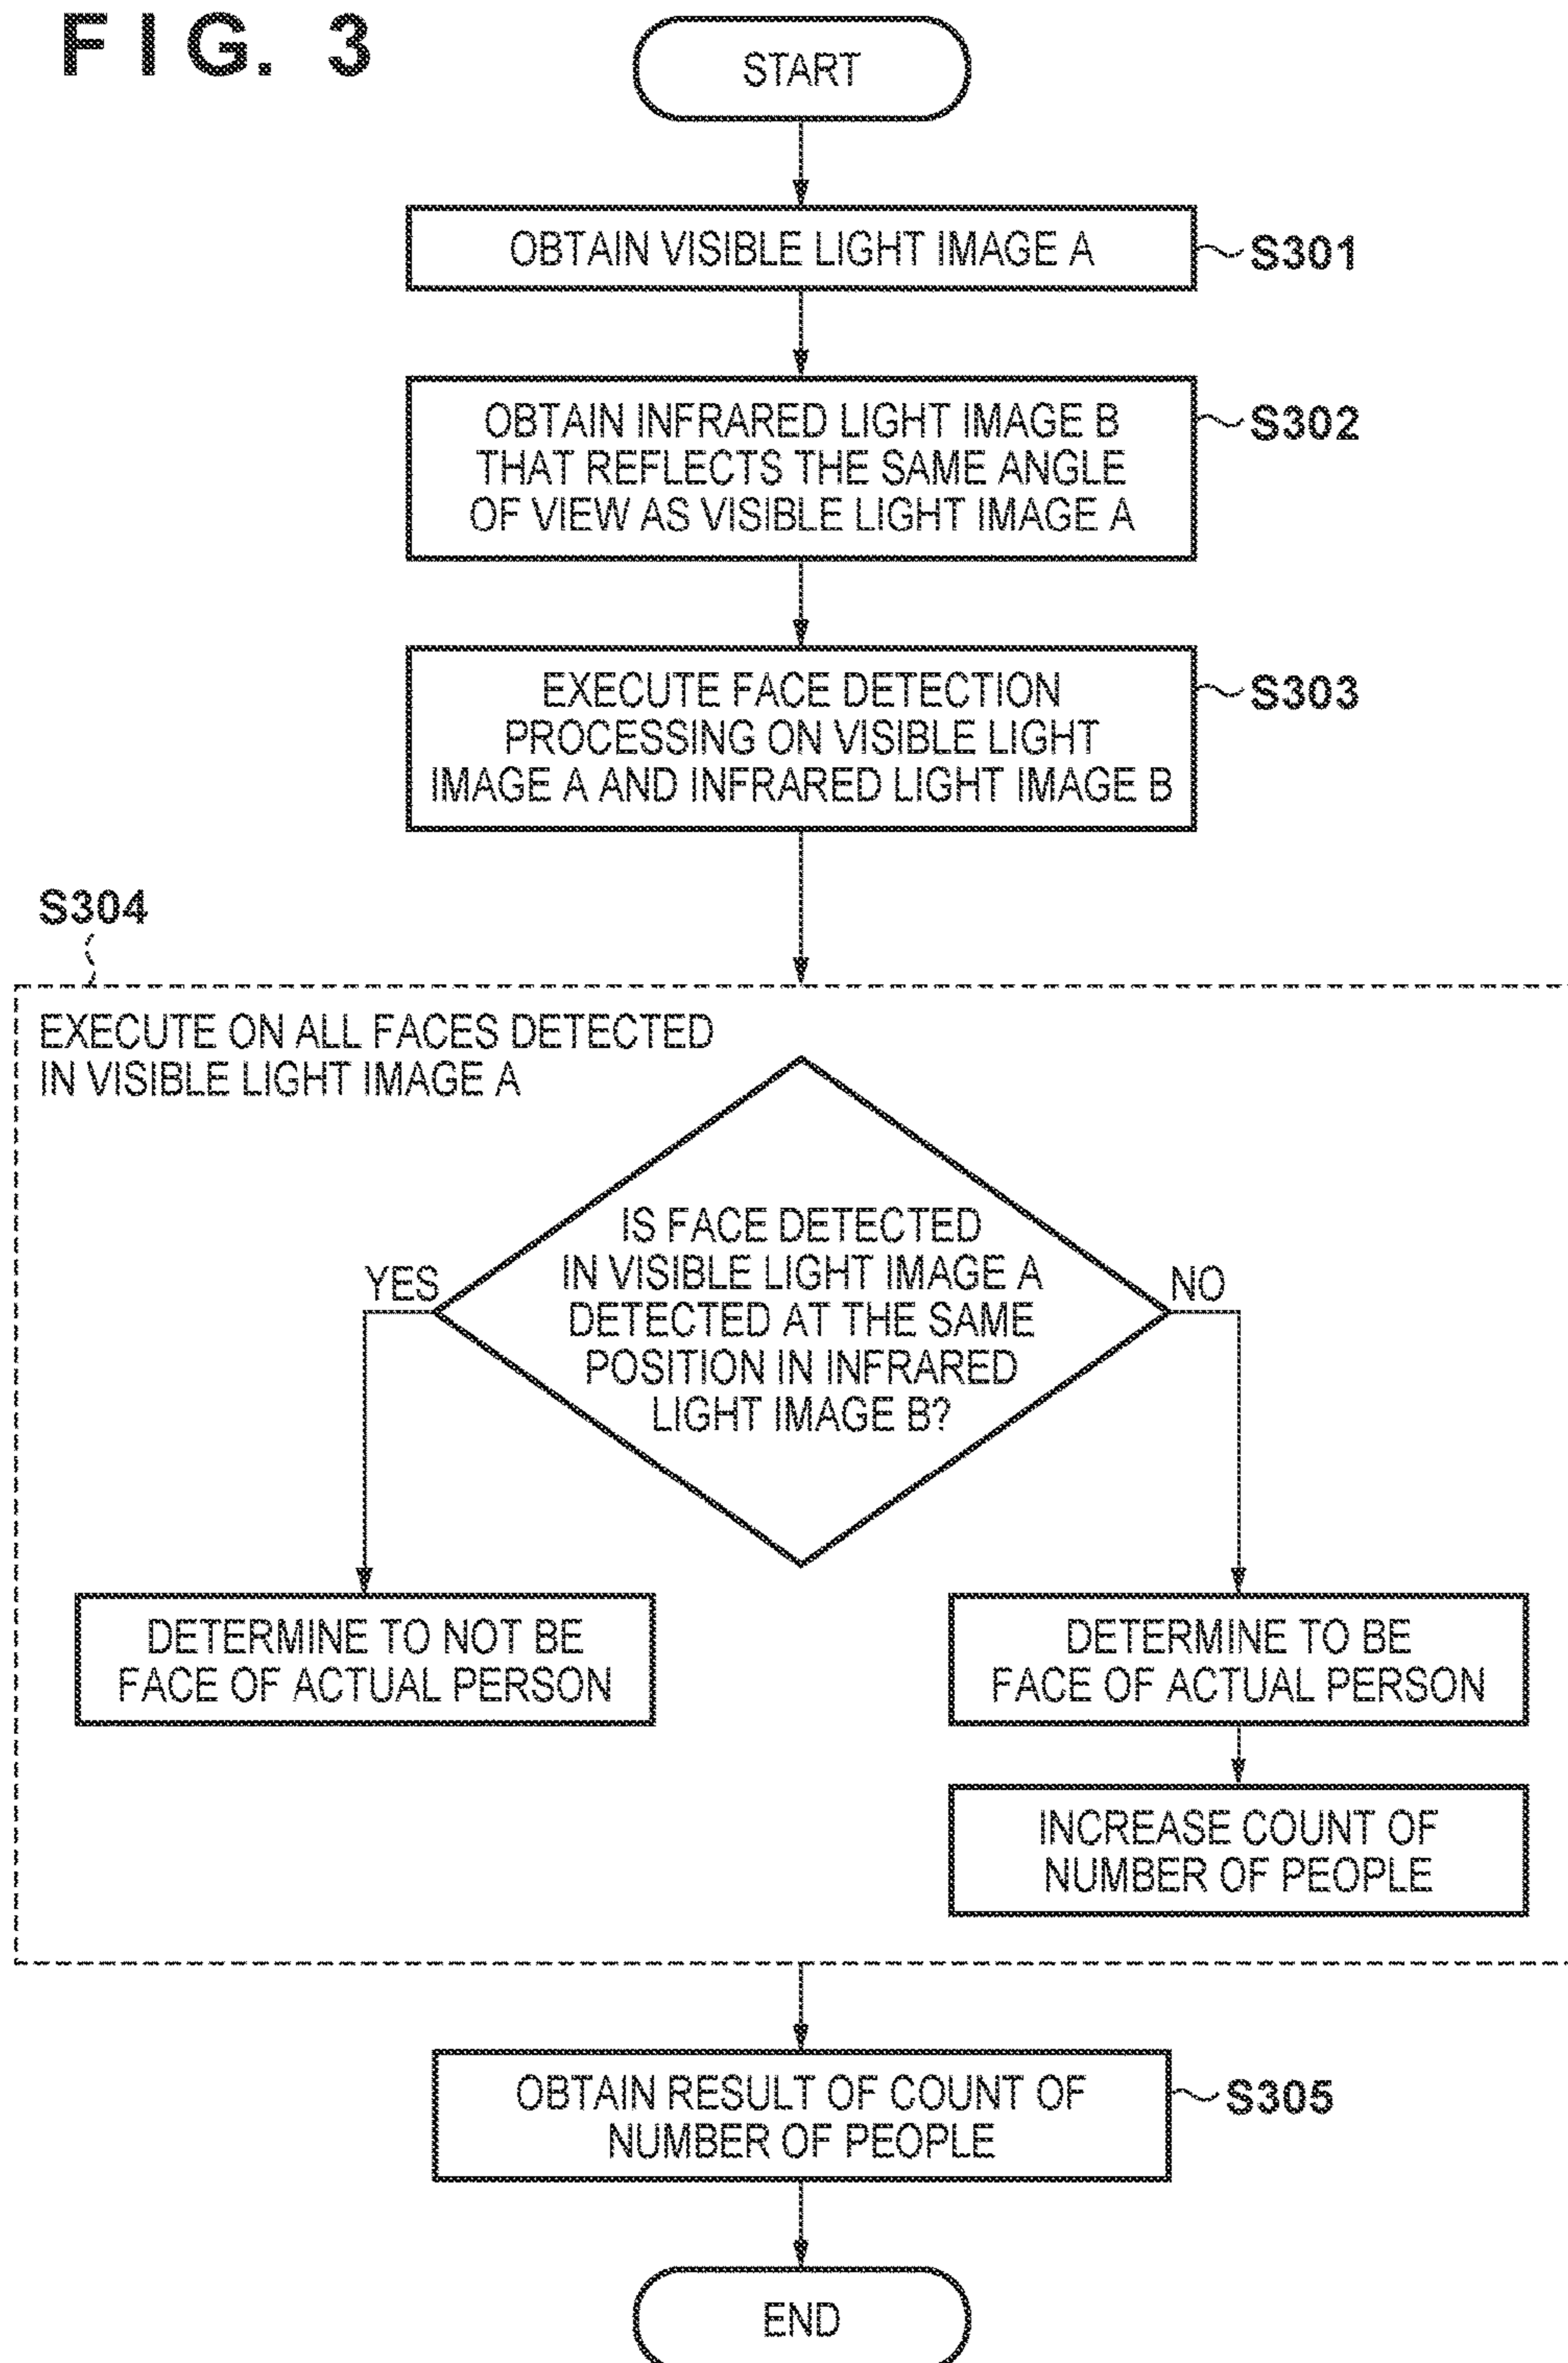 FIG. 3
START
OBTAIN VISIBLE LIGHT IMAGE A
S301
OBTAIN INFRARED LIGHT IMAGE B
THAT REFLECTS THE SAME ANGLE
OF VIEW AS VISIBLE LIGHT IMAGE A
S302
EXECUTE FACE DETECTION
PROCESSING ON VISIBLE LIGHT
IMAGE A AND INFRARED LIGHT IMAGE B
S303
S304
EXECUTE ON ALL FACES DETECTED
IN VISIBLE LIGHT IMAGE A
IS FACE DETECTED
IN VISIBLE LIGHT IMAGE A
DETECTED AT THE SAME
POSITION IN INFRARED
LIGHT IMAGE B?
YES
NO
DETERMINE TO NOT BE
FACE OF ACTUAL PERSON
DETERMINE TO BE
FACE OF ACTUAL PERSON
INCREASE COUNT OF
NUMBER OF PEOPLE
OBTAIN RESULT OF COUNT OF
NUMBER OF PEOPLE
S305
END